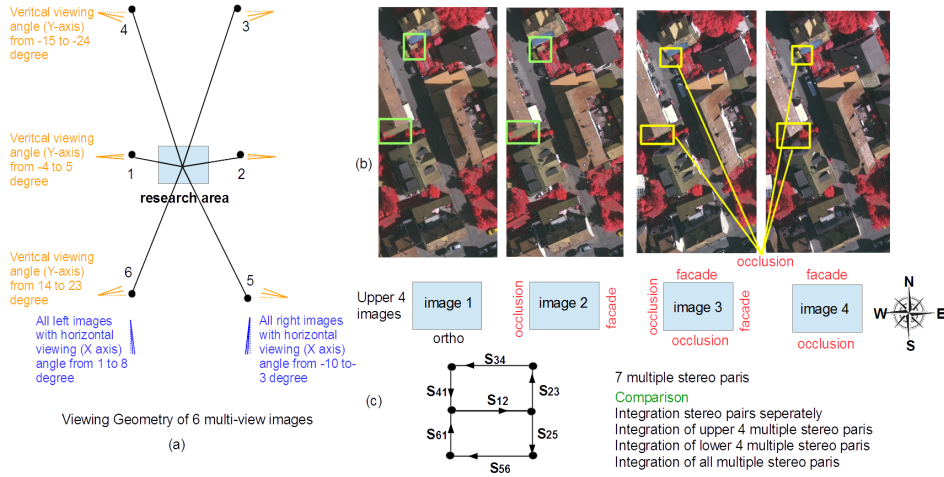 Veritcal viewing
angle (Y-axis)
from -15 to -24
degree
4
3
Veritcal viewing
angle (Y-axis)
from -4 to 5
degree
1
2
research area
Veritcal viewing
angle (Y-axis)
from 14 to 23
degree
6
5
All left images
with horizontal
viewing (X axis)
angle from 1 to 8
degree
All right images
with horizontal
viewing (X axis)
angle from -10 to-
3 degree
Viewing Geometry of 6 multi-view images
(a)
(b)
occlusion
Upper 4
images
image 1
ortho
occlusion
image 2
facade
facade
occlusion
image 3
facade
occlusion
facade
image 4
occlusion
N
W
E
S
(c)
S34
S41
S12
S23
S61
S25
S56
7 multiple stereo paris
Comparison
Integration stereo pairs seperately
Integration of upper 4 multiple stereo paris
Integration of lower 4 multiple stereo paris
Integration of all multiple stereo paris